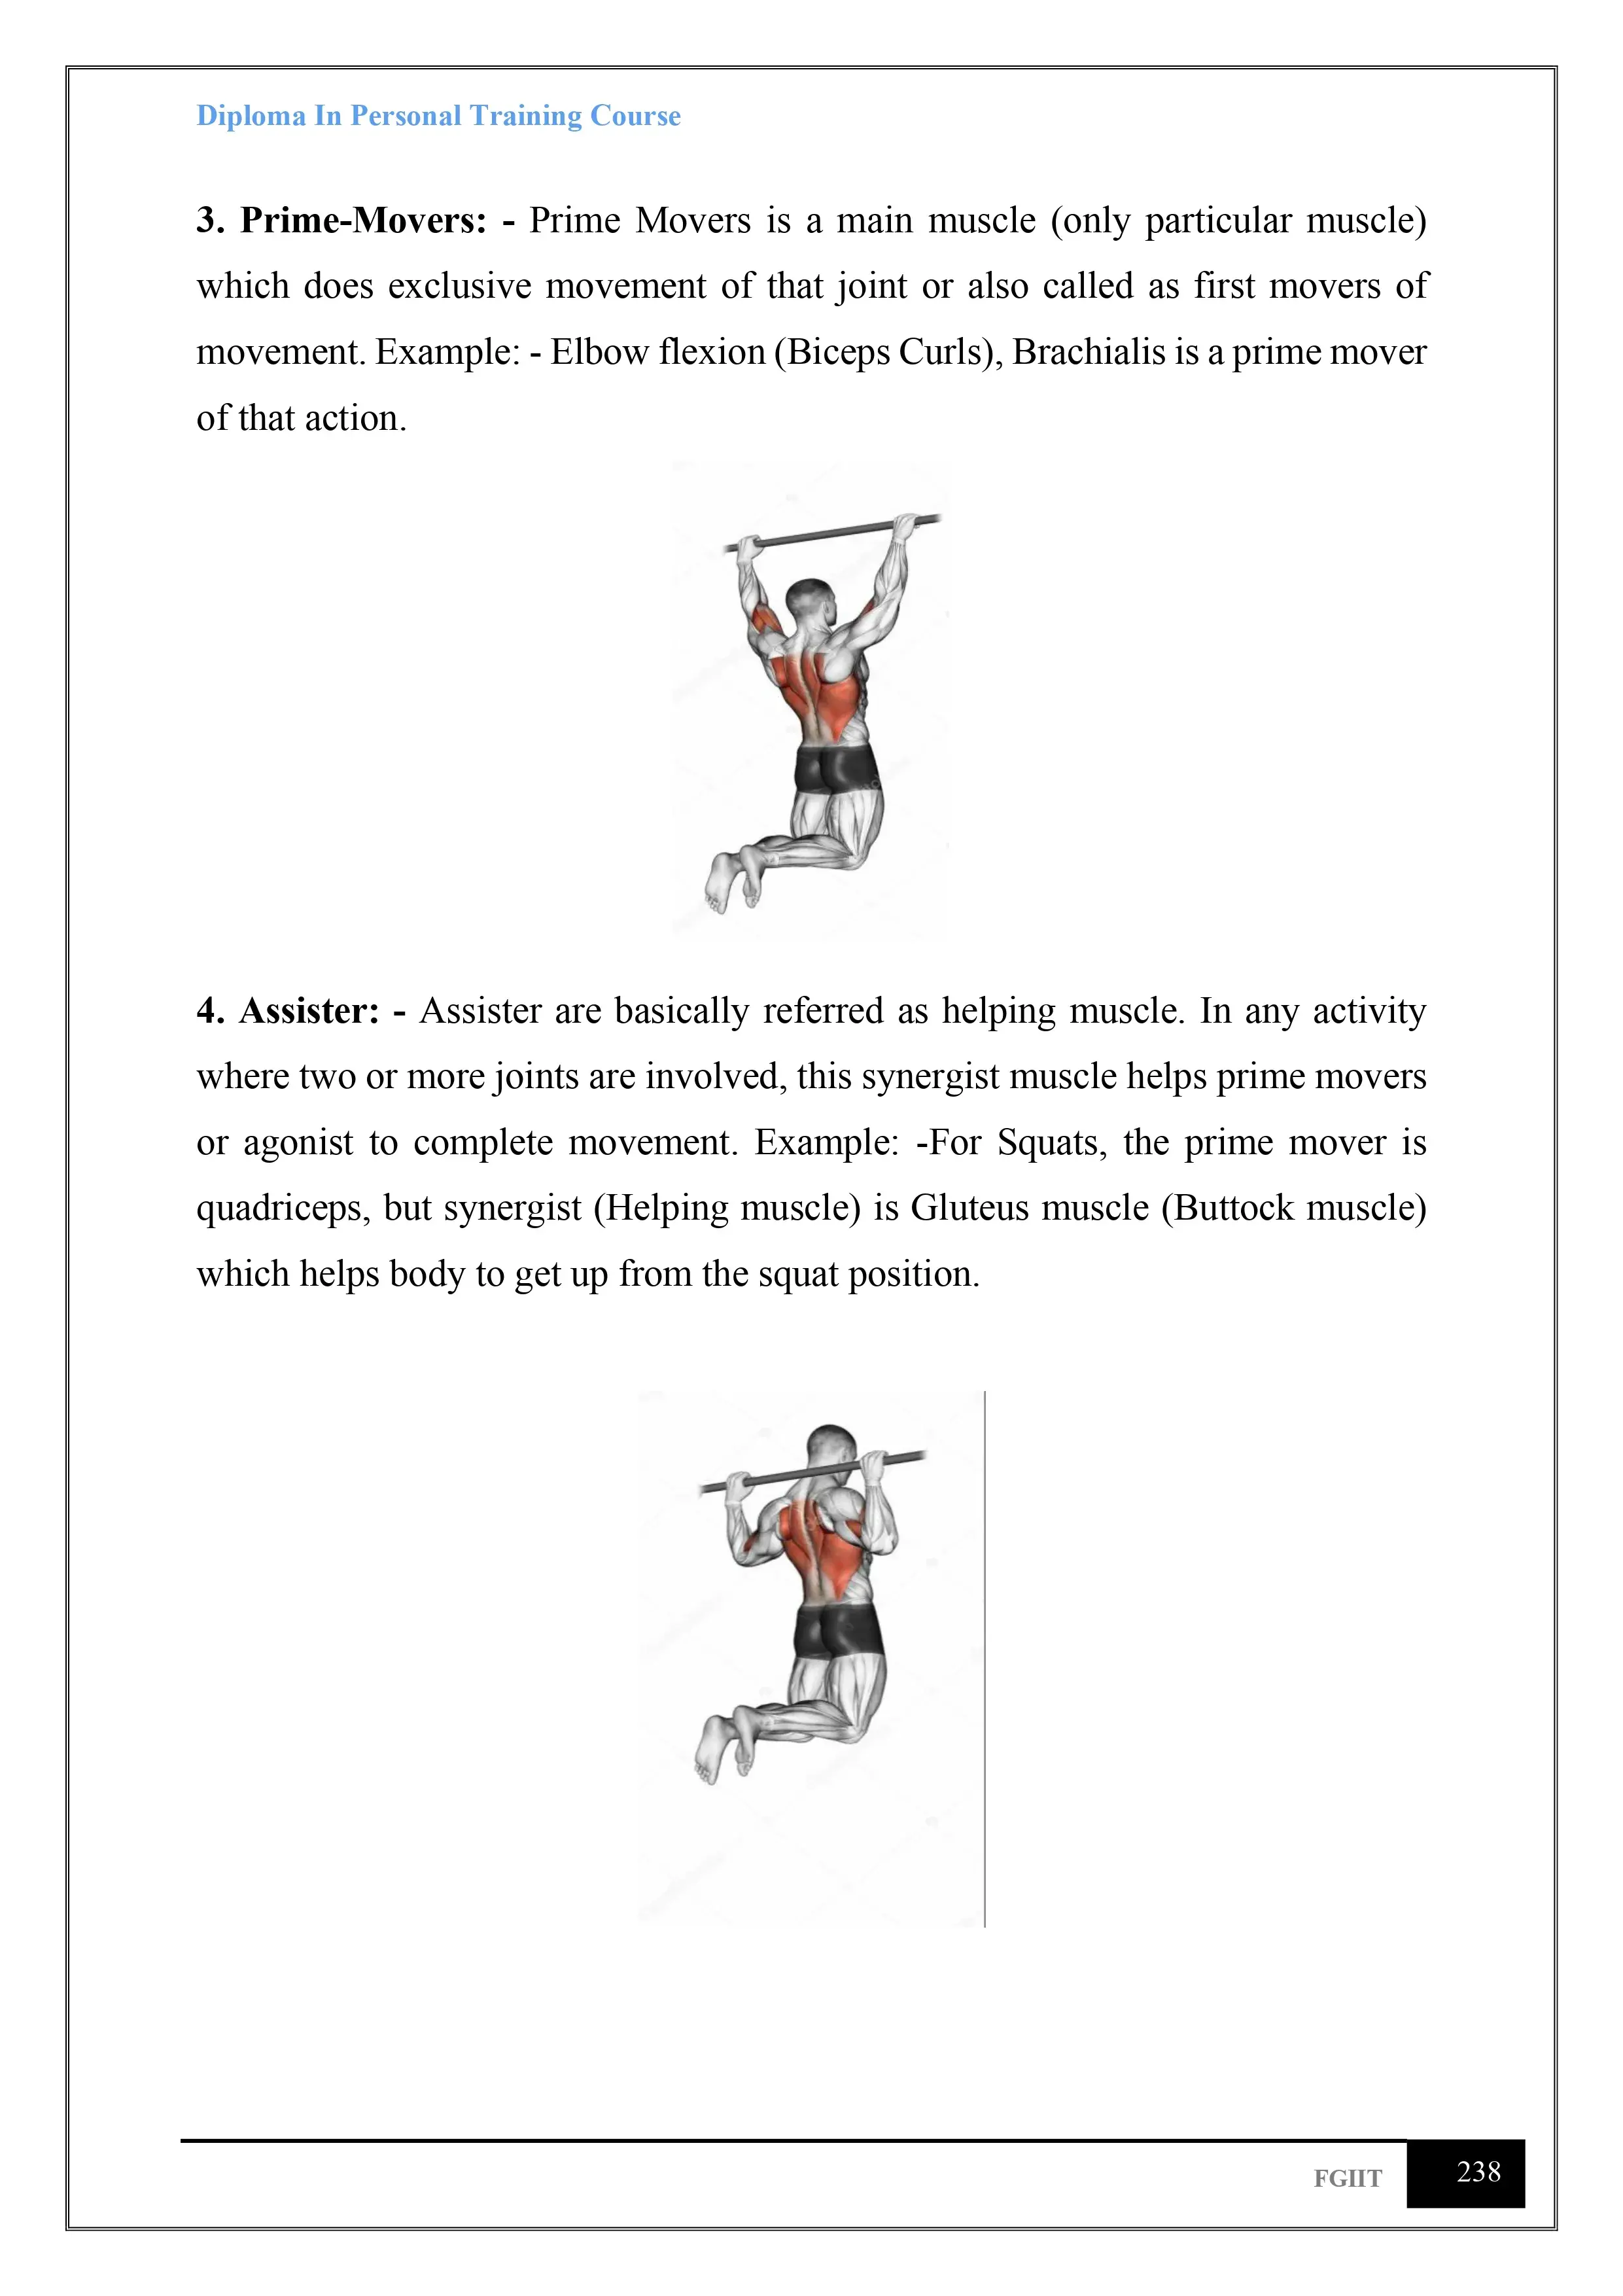 Diploma In Personal Training Course
3. Prime-Movers: - Prime Movers is a main muscle (only particular muscle)
which does exclusive movement of that joint or also called as first movers of
movement. Example: - Elbow flexion (Biceps Curls), Brachialis is a prime mover
of that action.
4. Assister: - Assister are basically referred as helping muscle. In any activity
where two or more joints are involved, this synergist muscle helps prime movers
or agonist to complete movement. Example: -For Squats, the prime mover is
quadriceps, but synergist (Helping muscle) is Gluteus muscle (Buttock muscle)
which helps body to get up from the squat position.
FGIIT
238